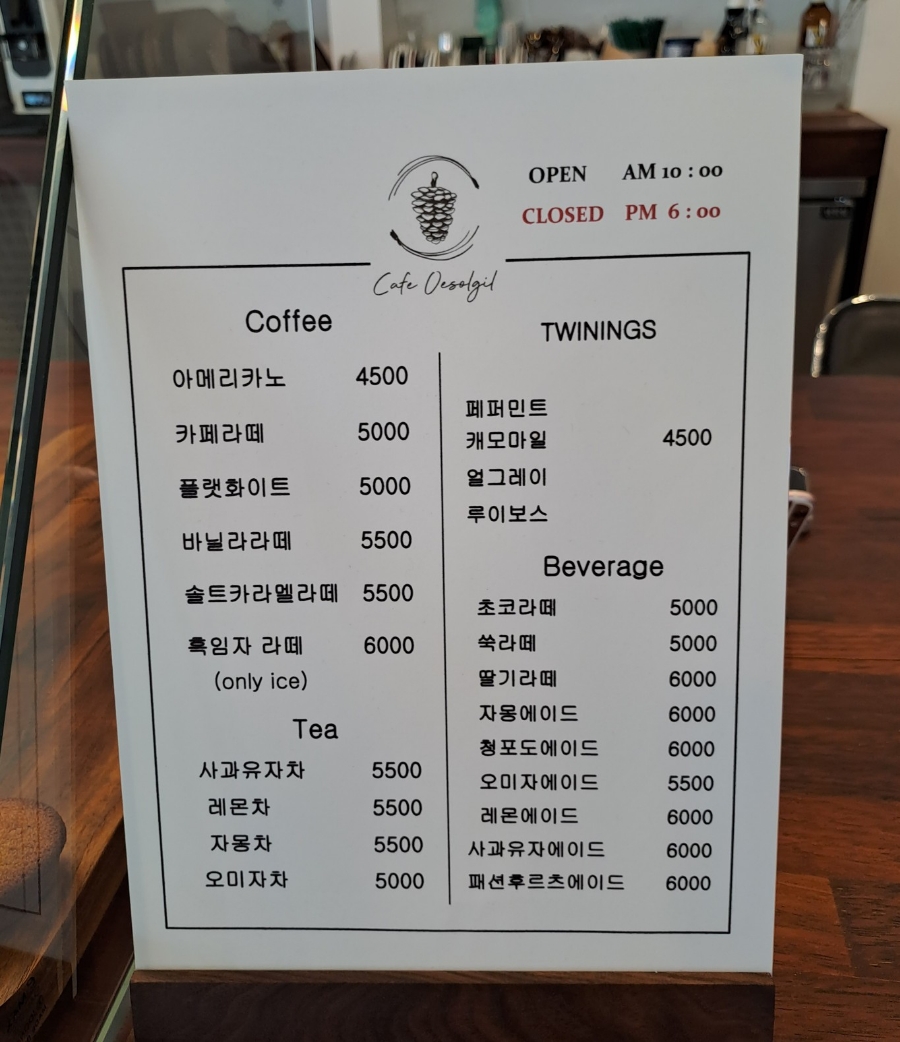 OPEN AM 10 : 00
CLOSED PM 6 : 00
Cafe Oesolgil
Coffee
아메리카노 4500
카페라떼 5000
플랫화이트 5000
바닐라라떼 5500
솔트카라멜라떼 5500
흑임자 라떼 6000
(only ice)
Tea
사과유자차 5500
레몬차 5500
자몽차 5500
오미자차 5000
TWININGS
페퍼민트
캐모마일 4500
얼그레이
루이보스
Beverage
초코라떼 5000
쑥라떼 5000
딸기라떼 6000
자몽에이드 6000
청포도에이드 6000
오미자에이드 5500
레몬에이드 6000
사과유자에이드 6000
패션후르츠에이드 6000